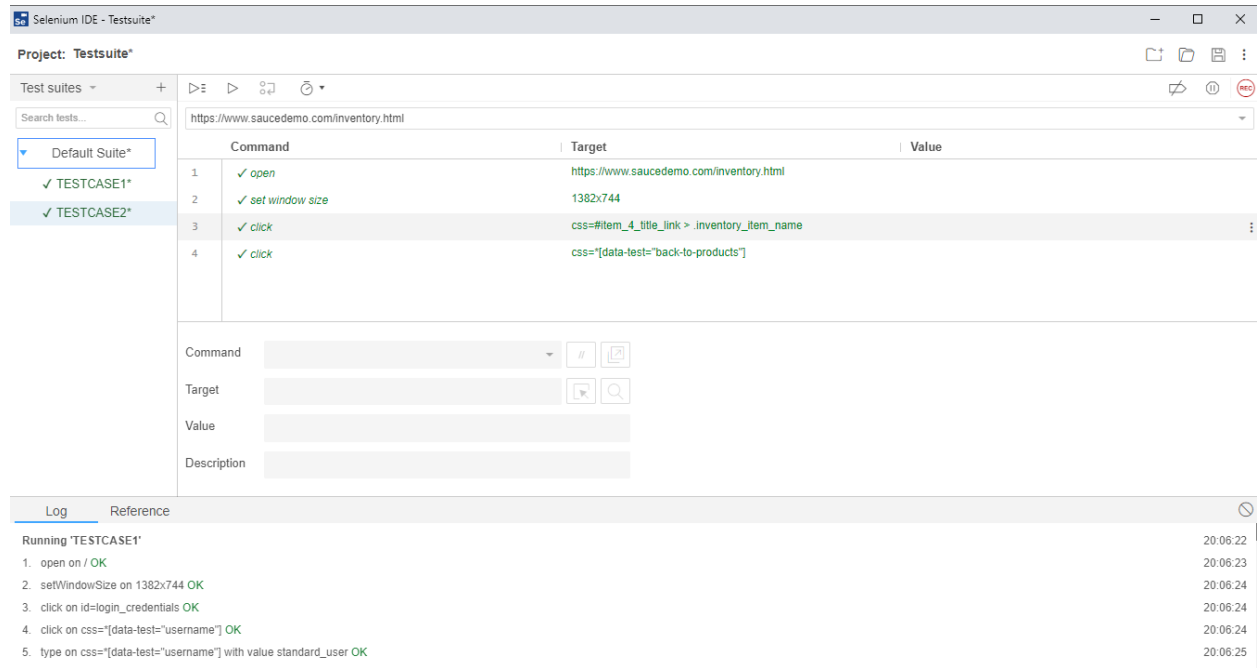 Selenium IDE - Testsuite*
Project: Testsuite*
Test suites
Search tests...
https://www.saucedemo.com/inventory.html
Default Suite*
✓ TESTCASE1*
✓ TESTCASE2*
Command Target Value
1 ✓ open https://www.saucedemo.com/inventory.html
2 ✓ set window size 1382x744
3 ✓ click css=#item_4_title_link > .inventory_item_name
4 ✓ click css=*[data-test="back-to-products"]
Command //
Target
Value
Description
REC
Log Reference
Running 'TESTCASE1' 20:06:22
1. open on / OK 20:06:23
2. setWindowSize on 1382x744 OK 20:06:24
3. click on id=login_credentials OK 20:06:24
4. click on css=*[data-test="username"] OK 20:06:24
5. type on css=*[data-test="username"] with value standard_user OK 20:06:25